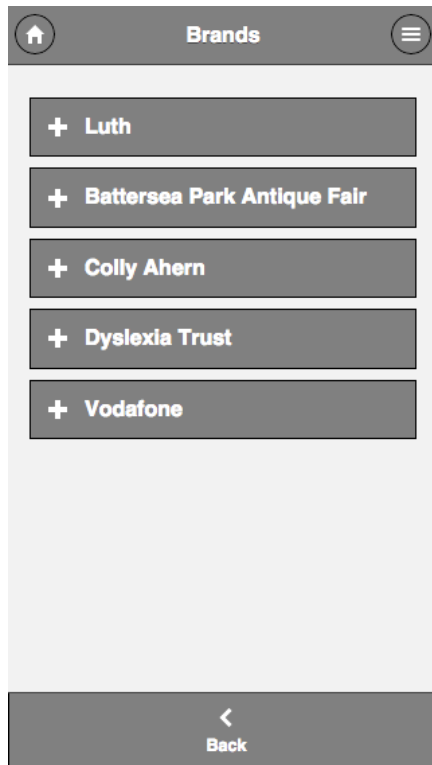 Brands
Luth
Battersea Park Antique Fair
Colly Ahern
Dyslexia Trust
Vodafone
Back